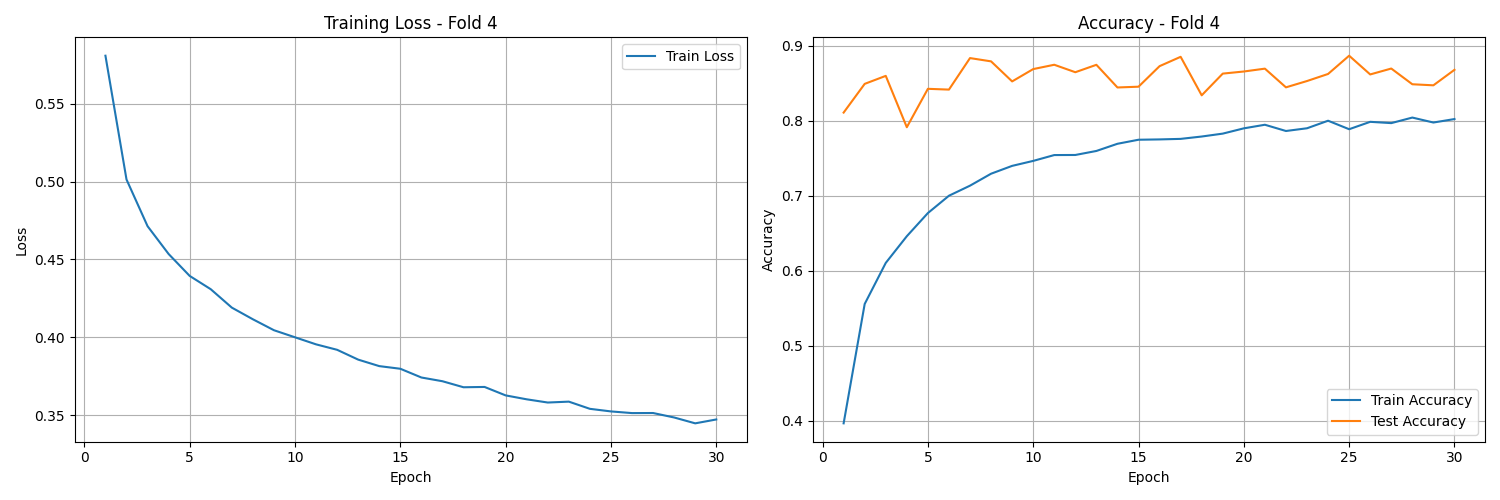 Training Loss - Fold 4
Train Loss
0.55
0.50
0.45
0.40
0.35
Loss
0 5 10 15 20 25 30
Epoch
Accuracy - Fold 4
0.9
0.8
0.7
0.6
0.5
0.4
Accuracy
Train Accuracy
Test Accuracy
0 5 10 15 20 25 30
Epoch